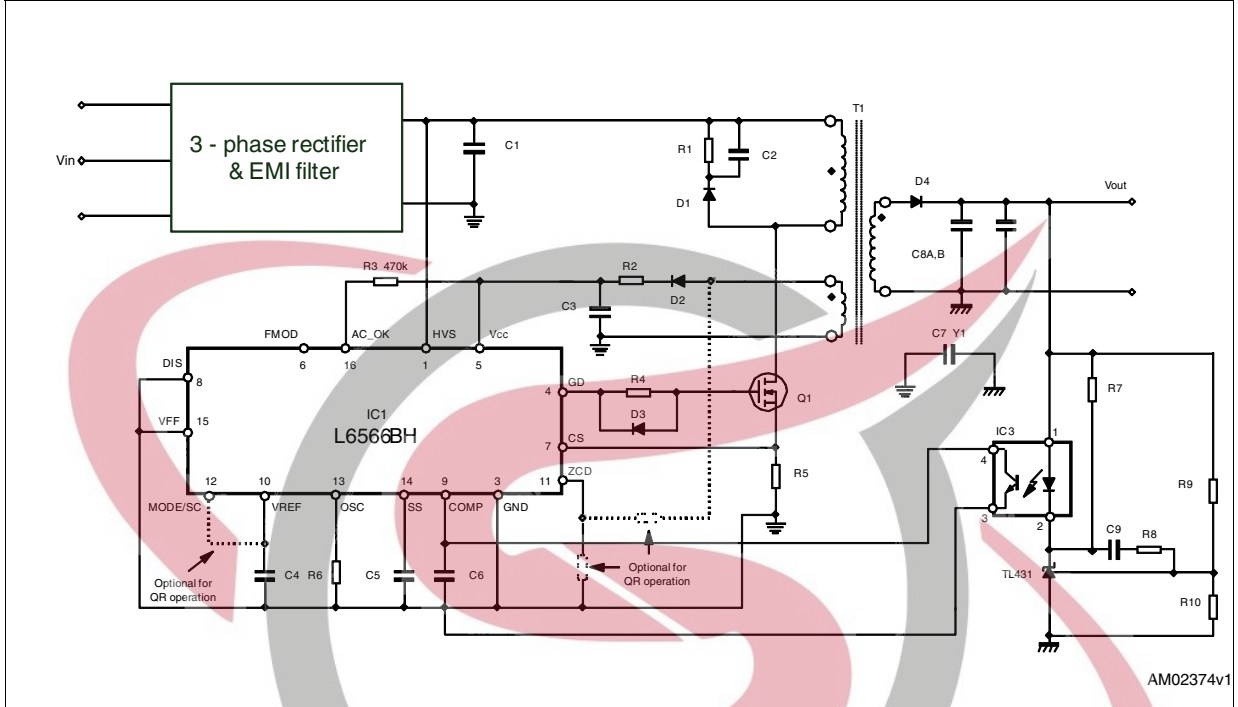 T1
3 - phase rectifier
& EMI filter
Vin
C1
R1
C2
D1
D4
Vout
C8A,B
R3 470k
R2
D2
C3
C7 Y1
FMOD
AC_OK
HVS
Vcc
6
16
1
5
DIS
8
VFF
15
IC1
L6566BH
4
GD
R4
D3
Q1
7
CS
ZCD
11
R5
R7
IC3
1
4
3
2
R9
12
10
13
14
9
3
MODE/SC
VREF
OSC
SS
COMP
GND
C9
R8
TL431
R10
Optional for
QR operation
C4
R6
C5
C6
Optional for
QR operation
AM02374v1